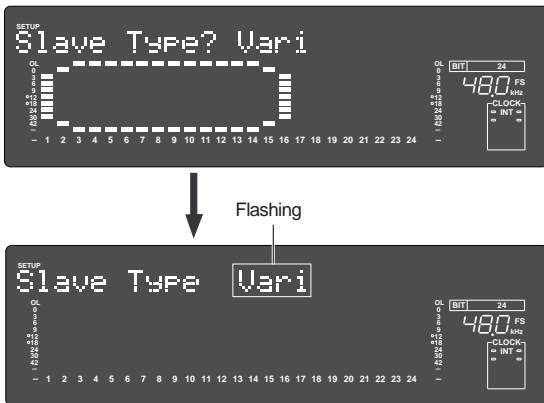 SETUP
Slave Type? Vari
OL
0
3
6
9
12
18
24
30
42
–
– 1 2 3 4 5 6 7 8 9 10 11 12 13 14 15 16 17 18 19 20 21 22 23 24 –
OL
0
3
6
9
12
18
24
30
42
–
BIT 24
48.0 FS
kHz
CLOCK
INT
Flashing
SETUP
Slave Type Vari
OL
0
3
6
9
12
18
24
30
42
–
– 1 2 3 4 5 6 7 8 9 10 11 12 13 14 15 16 17 18 19 20 21 22 23 24 –
OL
0
3
6
9
12
18
24
30
42
–
BIT 24
48.0 FS
kHz
CLOCK
INT